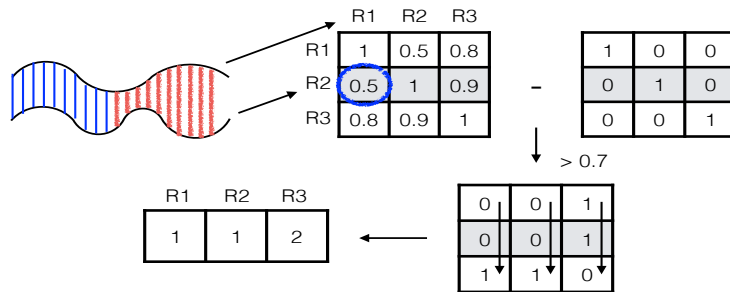 R1 R2 R3
R1 1 0.5 0.8 1 0 0
R2 0.5 1 0.9 - 0 1 0
R3 0.8 0.9 1 0 0 1
> 0.7
R1 R2 R3 0 0 1
1 1 2 0 0 1
1 1 0